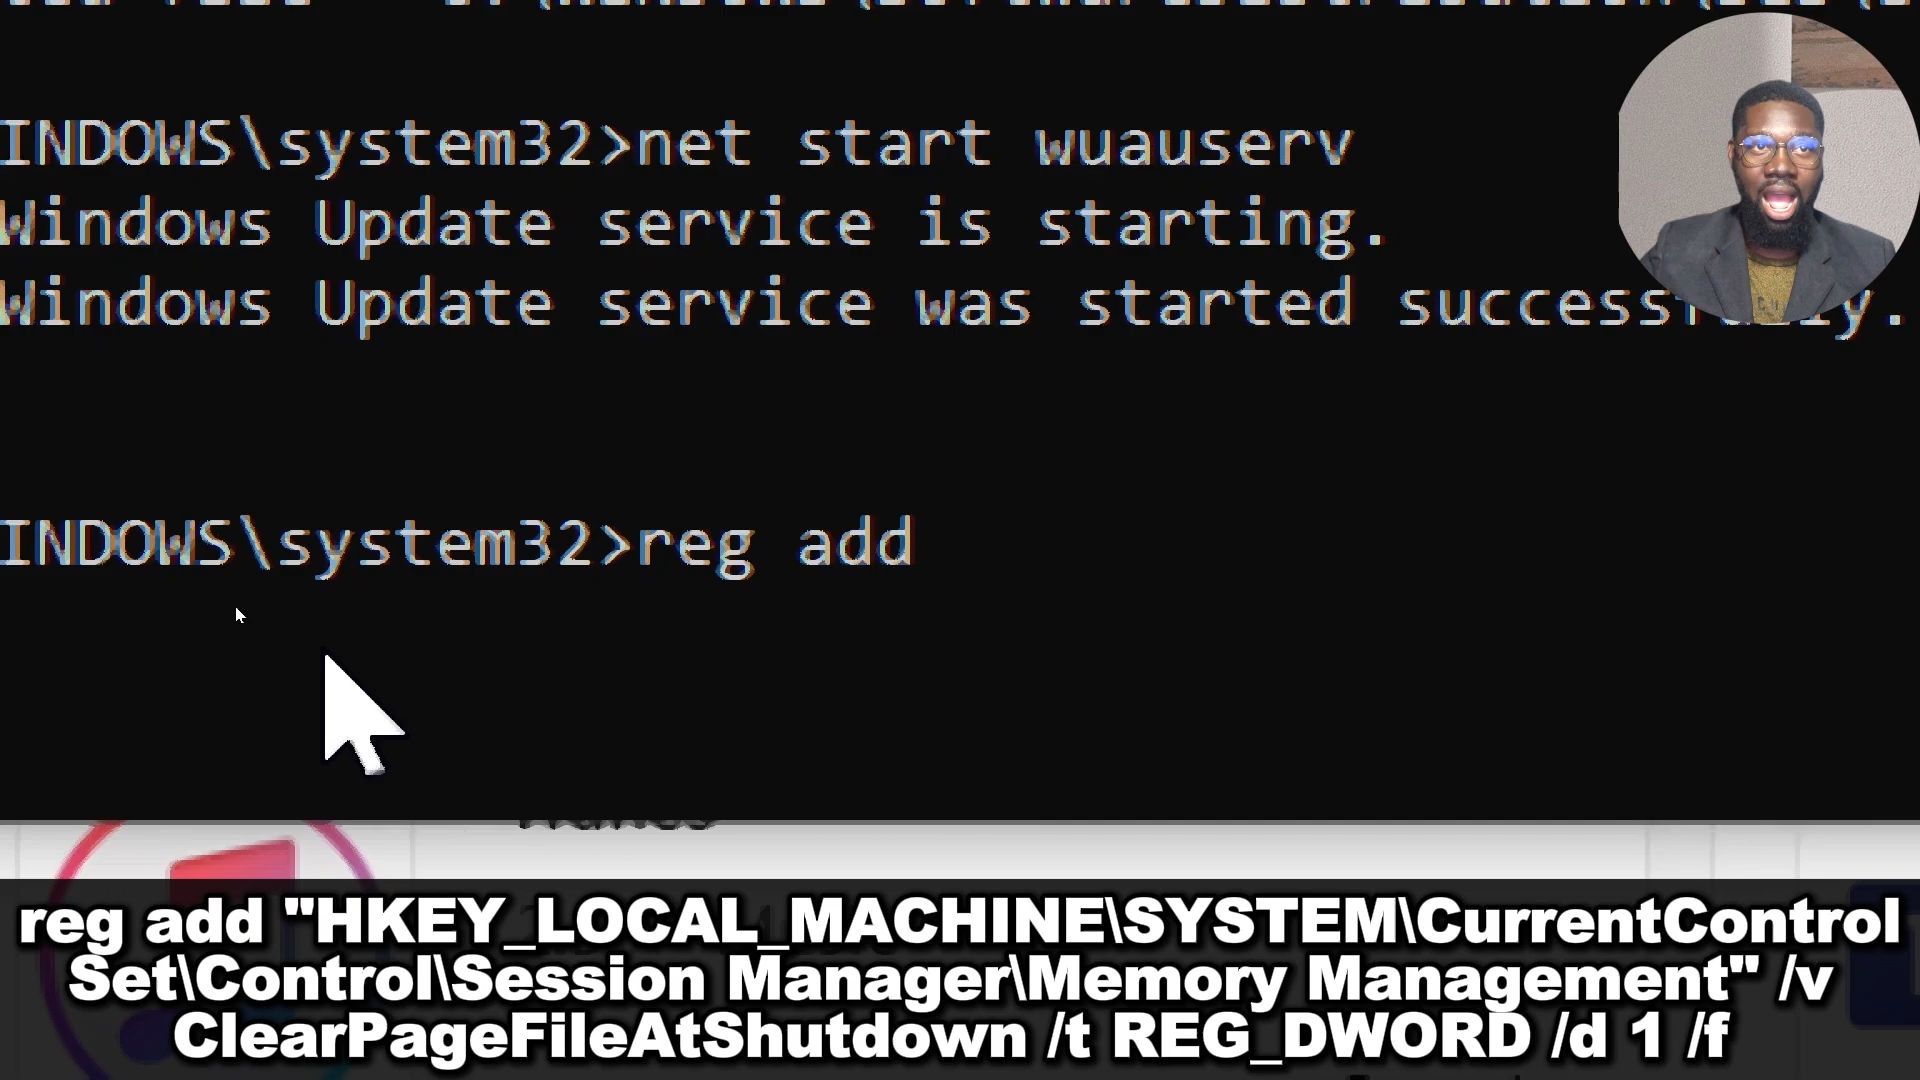 INDOWS\system32>net start wuauserv
Windows Update service is starting.
Windows Update service was started successfully.
INDOWS\system32>reg add
reg add "HKEY_LOCAL_MACHINE\SYSTEM\CurrentControl
Set\Control\Session Manager\Memory Management" /v
ClearPageFileAtShutdown /t REG_DWORD /d 1 /f